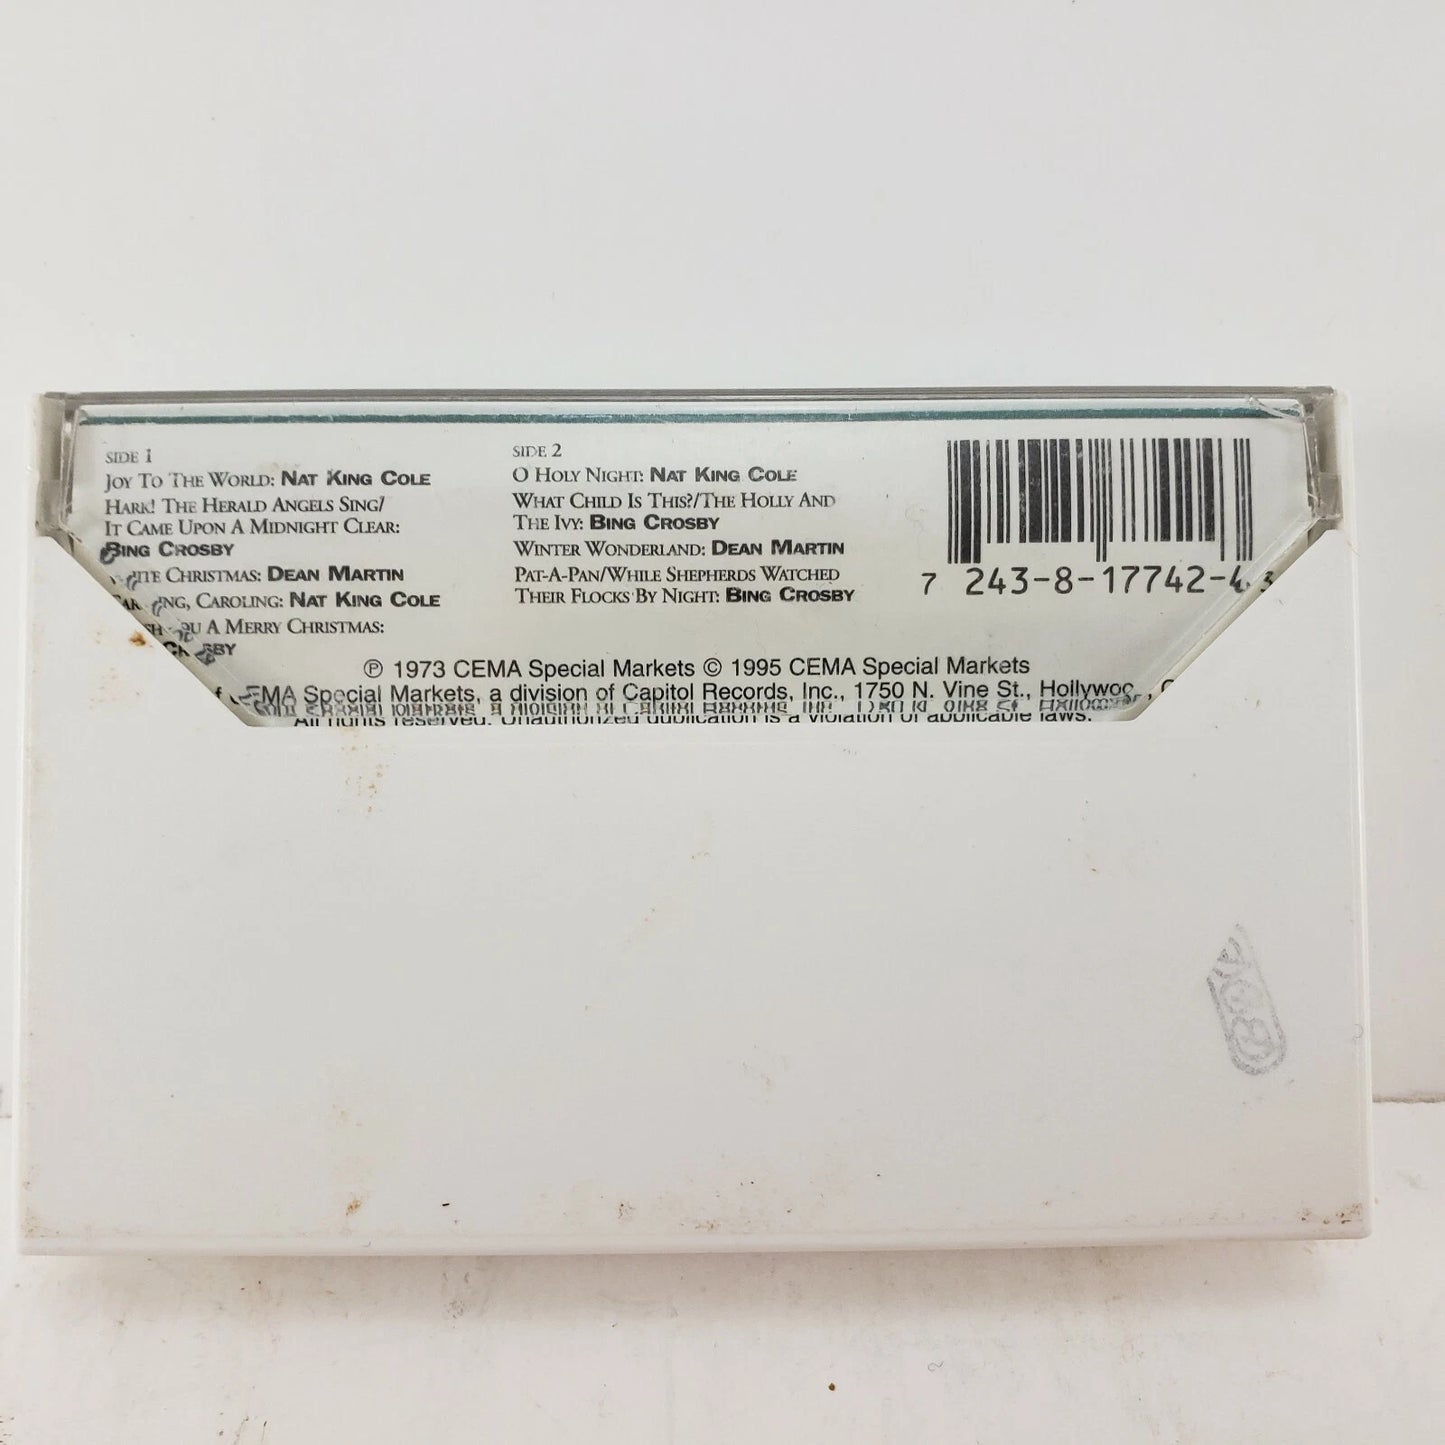 SIDE 1
JOY TO THE WORLD: NAT KING COLE
HARK! THE HERALD ANGELS SING/
IT CAME UPON A MIDNIGHT CLEAR:
BING CROSBY
CHRISTMAS: DEAN MARTIN
CAROLING: NAT KING COLE
A MERRY CHRISTMAS:
SIDE 2
O HOLY NIGHT: NAT KING COLE
WHAT CHILD IS THIS?/THE HOLLY AND
THE IVY: BING CROSBY
WINTER WONDERLAND: DEAN MARTIN
PAT-A-PAN/WHILE SHEPHERDS WATCHED
THEIR FLOCKS BY NIGHT: BING CROSBY
7 243-8-17742-4 3
℗ 1973 CEMA Special Markets © 1995 CEMA Special Markets
CEMA Special Markets, a division of Capitol Records, Inc., 1750 N. Vine St.,
All rights reserved. Unauthorized duplication is a violation of applicable laws.